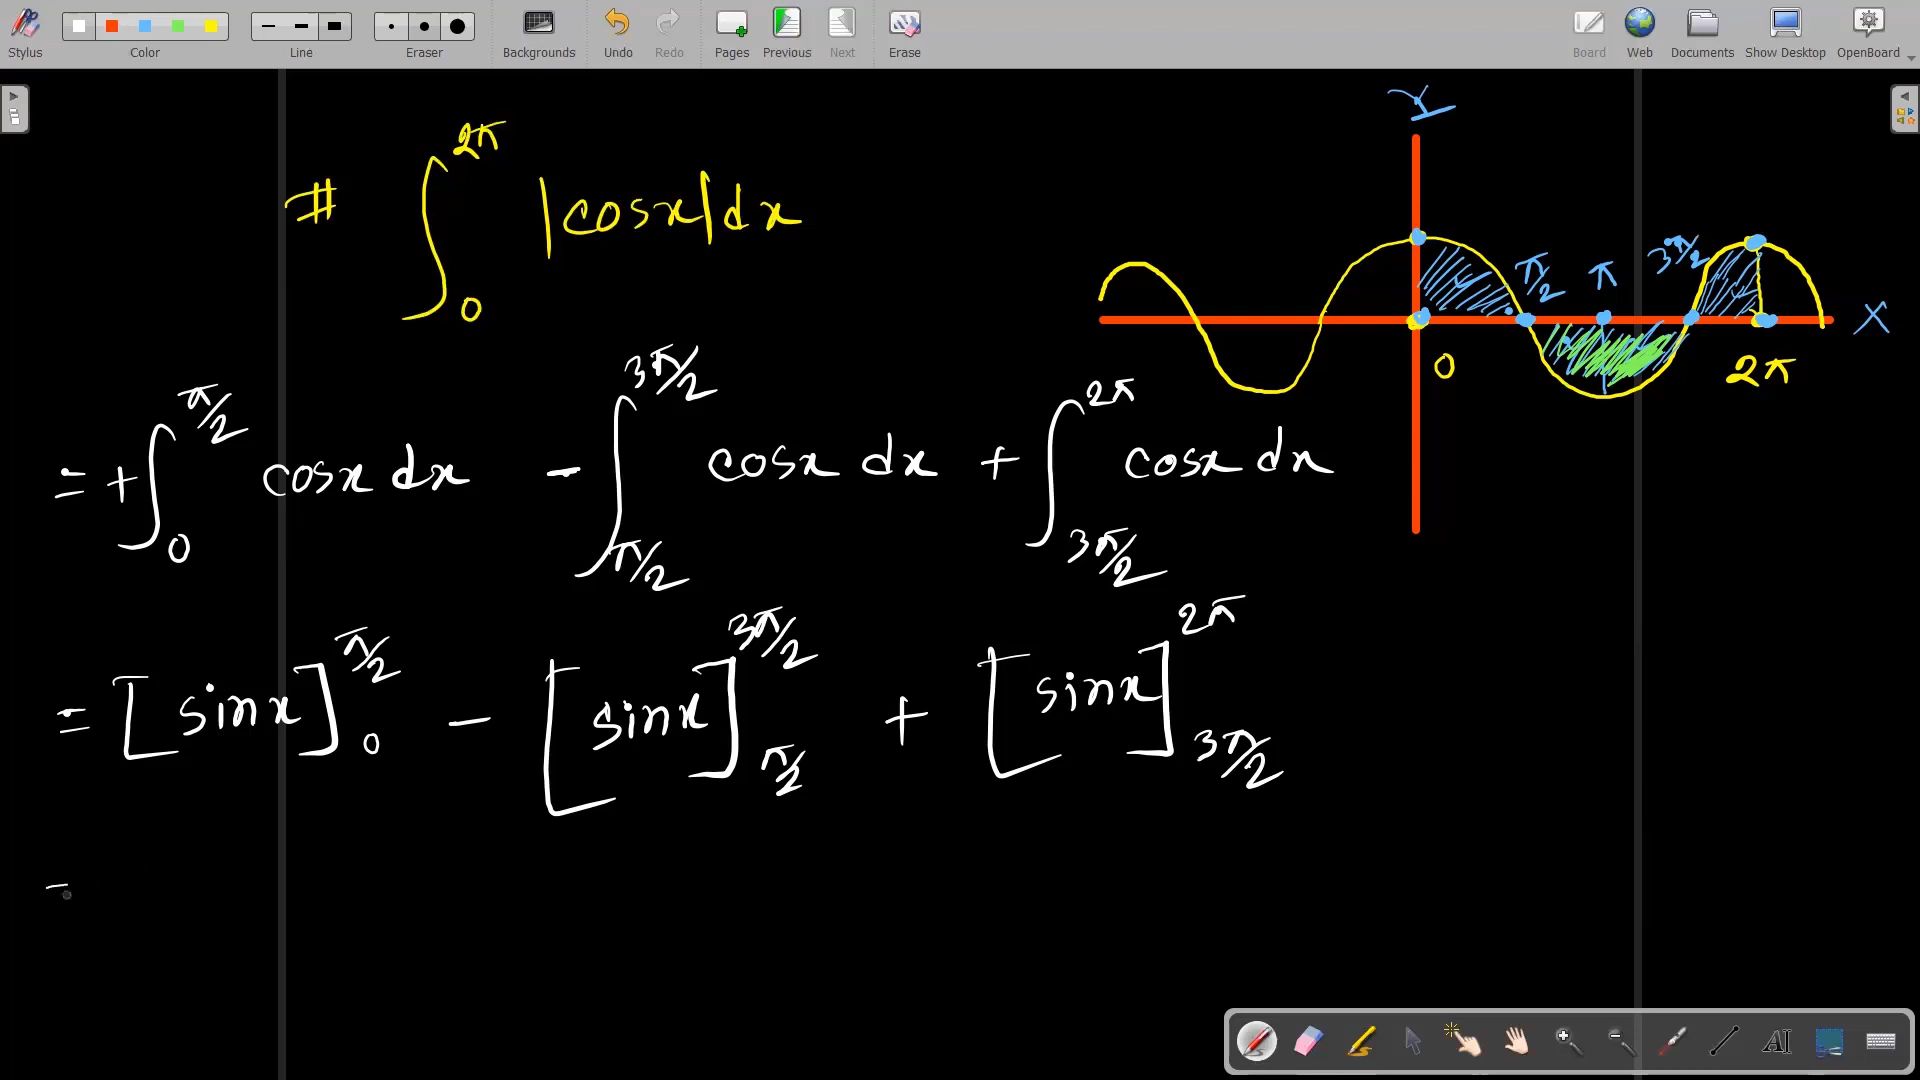 Stylus Color Line Eraser Backgrounds Undo Redo Pages Previous Next Erase Board Web Documents Show Desktop OpenBoard
# ∫₀^{2π} |cosx|dx
Y
π/2 π 3π/2 X
0 2π
= + ∫₀^{π/2} cosx dx - ∫_{π/2}^{3π/2} cosx dx + ∫_{3π/2}^{2π} cosx dx
= [sinx]₀^{π/2} - [sinx]_{π/2}^{3π/2} + [sinx]_{3π/2}^{2π}
AI